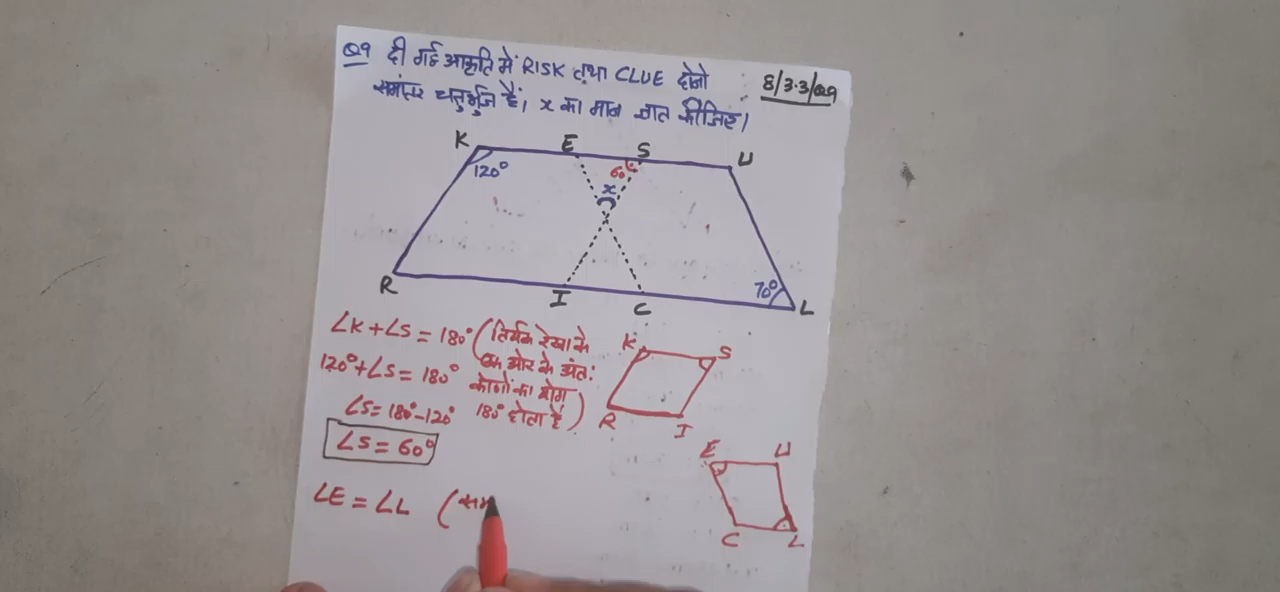 Q9 दी गई आकृति में RISK तथा CLUE दोनो
समांतर चतुर्भुज हैं, x का मान ज्ञात कीजिए।
8/3.3/Q9
K E S U
120° 60° x
R I C 70° L
∠K + ∠S = 180° (तिर्यक रेखा के
120° + ∠S = 180° एक ओर के अंतः
∠S = 180° - 120° कोणों का योग
180° होता है)
∠S = 60°
K S
R I
E U
C L
∠E = ∠L (सम